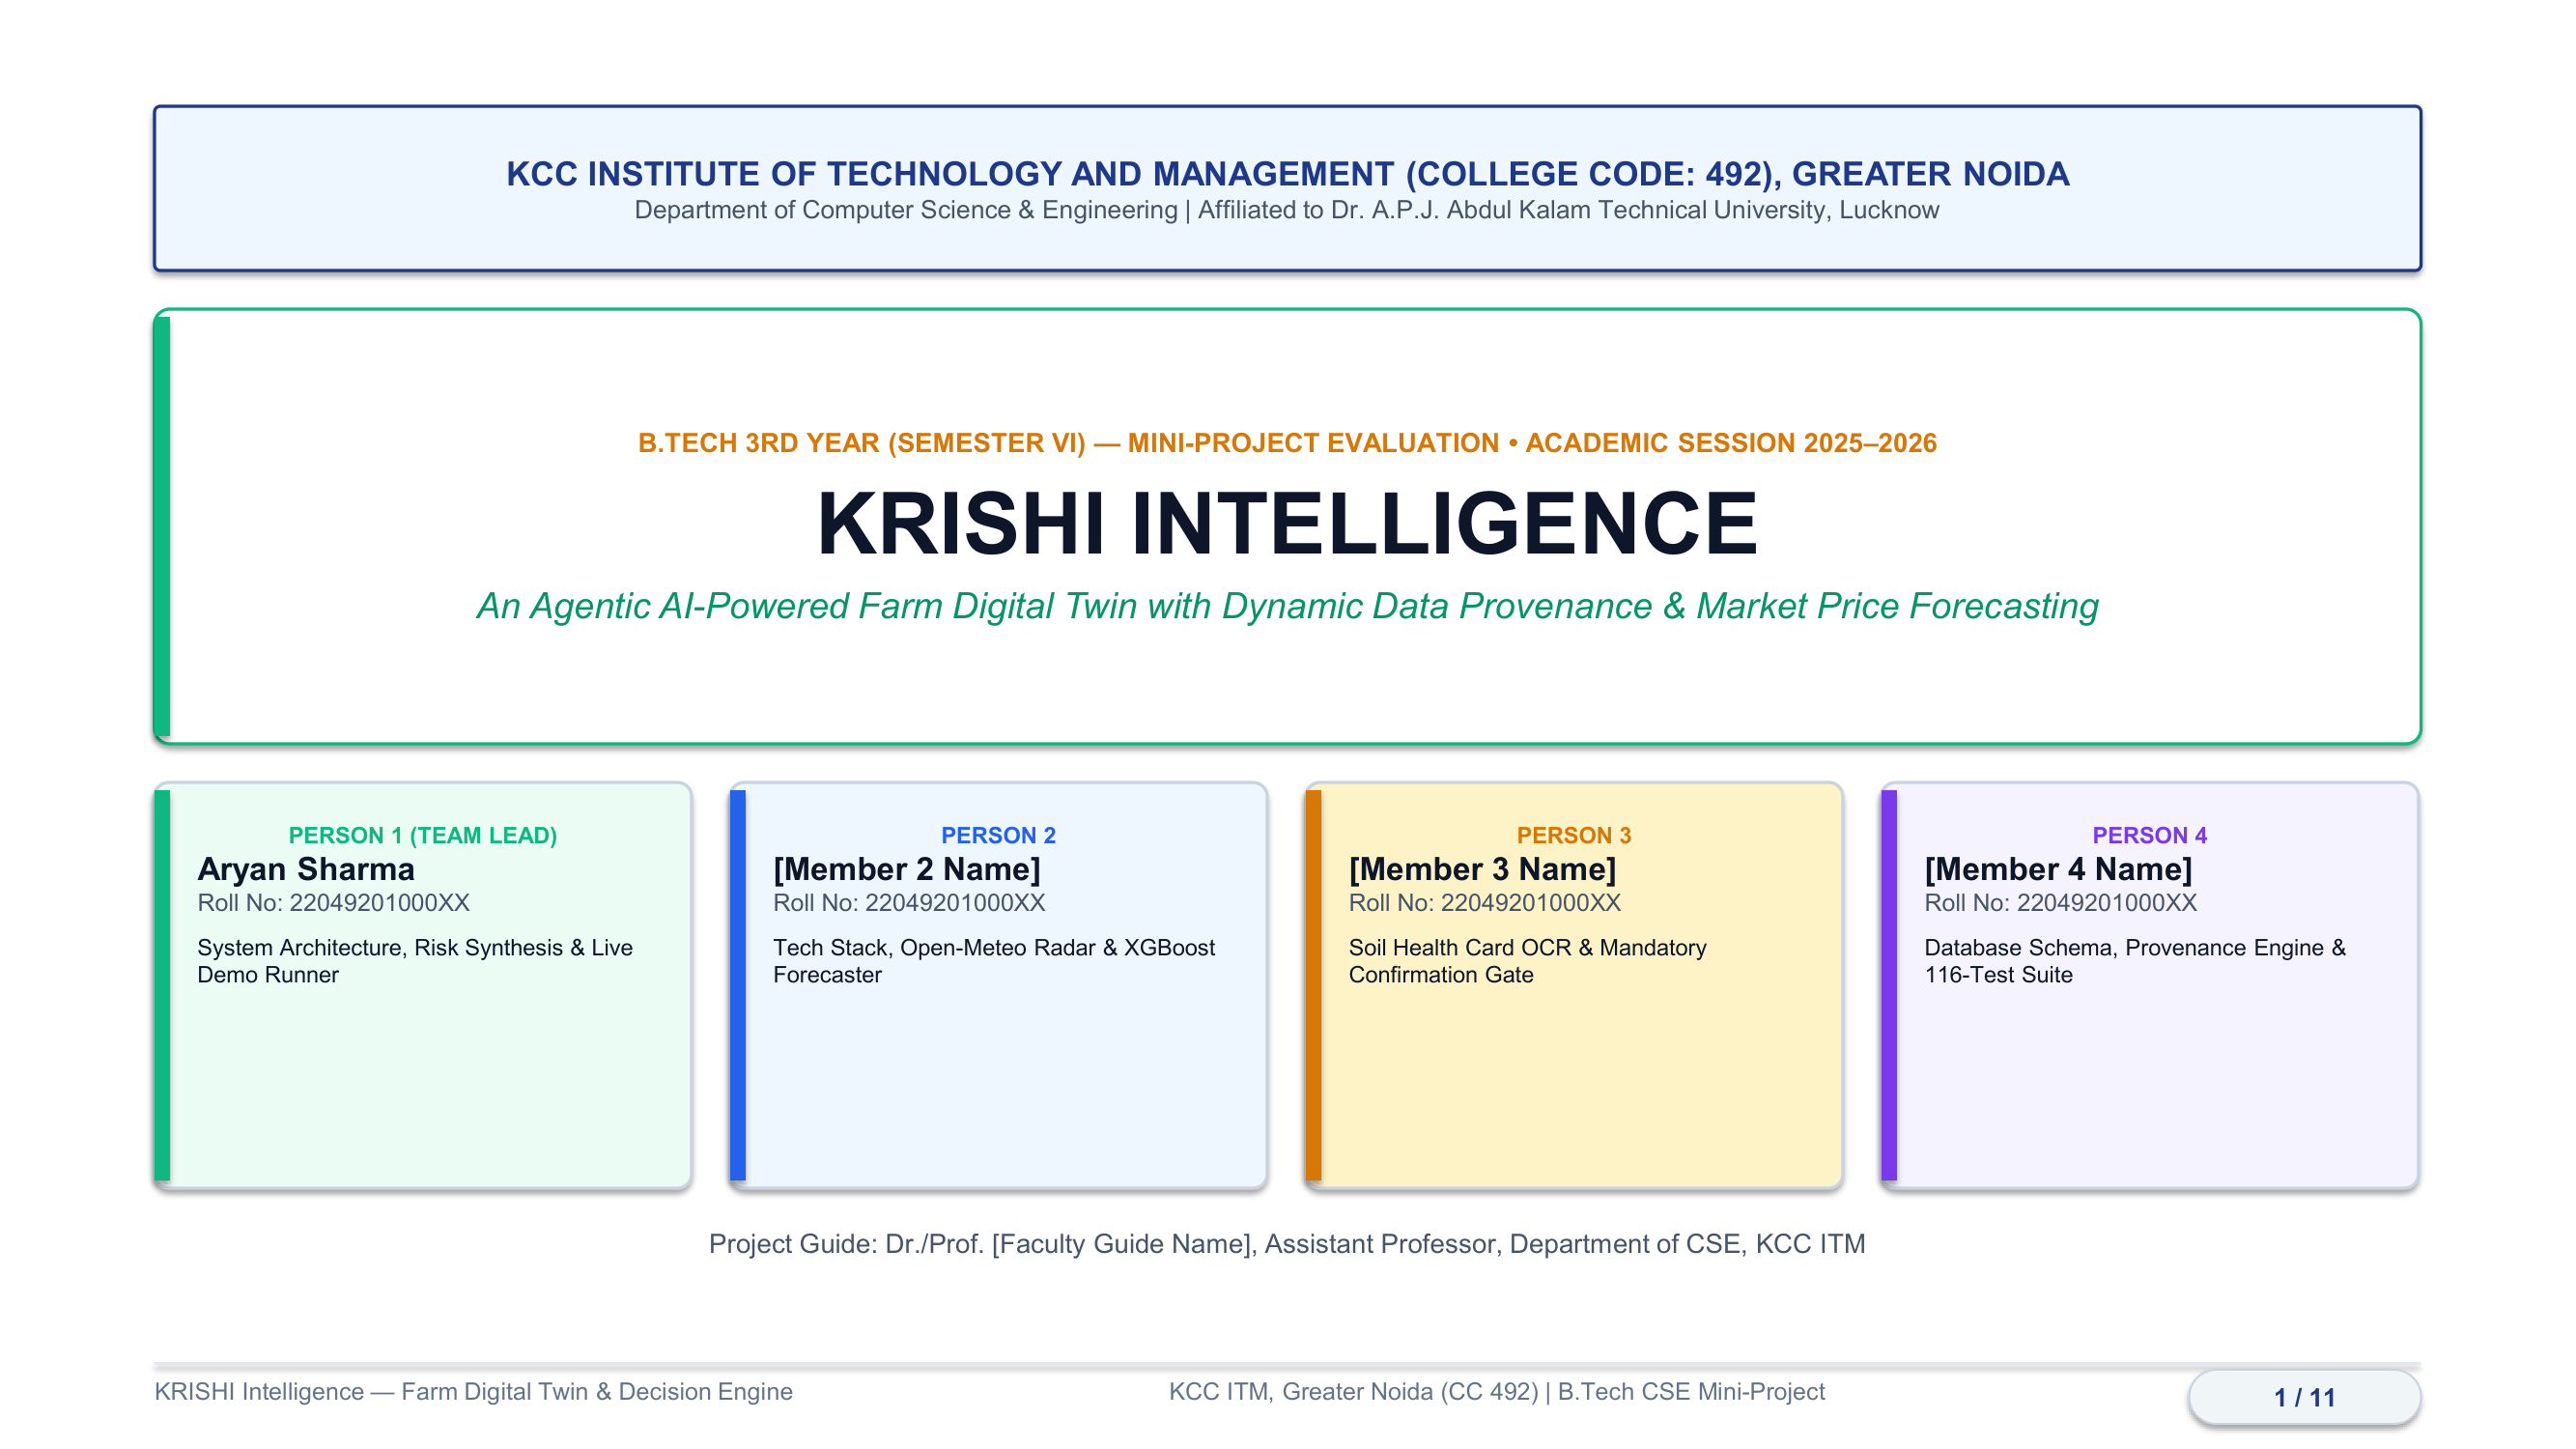 KCC INSTITUTE OF TECHNOLOGY AND MANAGEMENT (COLLEGE CODE: 492), GREATER NOIDA
Department of Computer Science & Engineering | Affiliated to Dr. A.P.J. Abdul Kalam Technical University, Lucknow
B.TECH 3RD YEAR (SEMESTER VI) — MINI-PROJECT EVALUATION • ACADEMIC SESSION 2025–2026
KRISHI INTELLIGENCE
An Agentic AI-Powered Farm Digital Twin with Dynamic Data Provenance & Market Price Forecasting
PERSON 1 (TEAM LEAD)
Aryan Sharma
Roll No: 22049201000XX
System Architecture, Risk Synthesis & Live
Demo Runner
PERSON 2
[Member 2 Name]
Roll No: 22049201000XX
Tech Stack, Open-Meteo Radar & XGBoost
Forecaster
PERSON 3
[Member 3 Name]
Roll No: 22049201000XX
Soil Health Card OCR & Mandatory
Confirmation Gate
PERSON 4
[Member 4 Name]
Roll No: 22049201000XX
Database Schema, Provenance Engine &
116-Test Suite
Project Guide: Dr./Prof. [Faculty Guide Name], Assistant Professor, Department of CSE, KCC ITM
KRISHI Intelligence — Farm Digital Twin & Decision Engine
KCC ITM, Greater Noida (CC 492) | B.Tech CSE Mini-Project
1 / 11